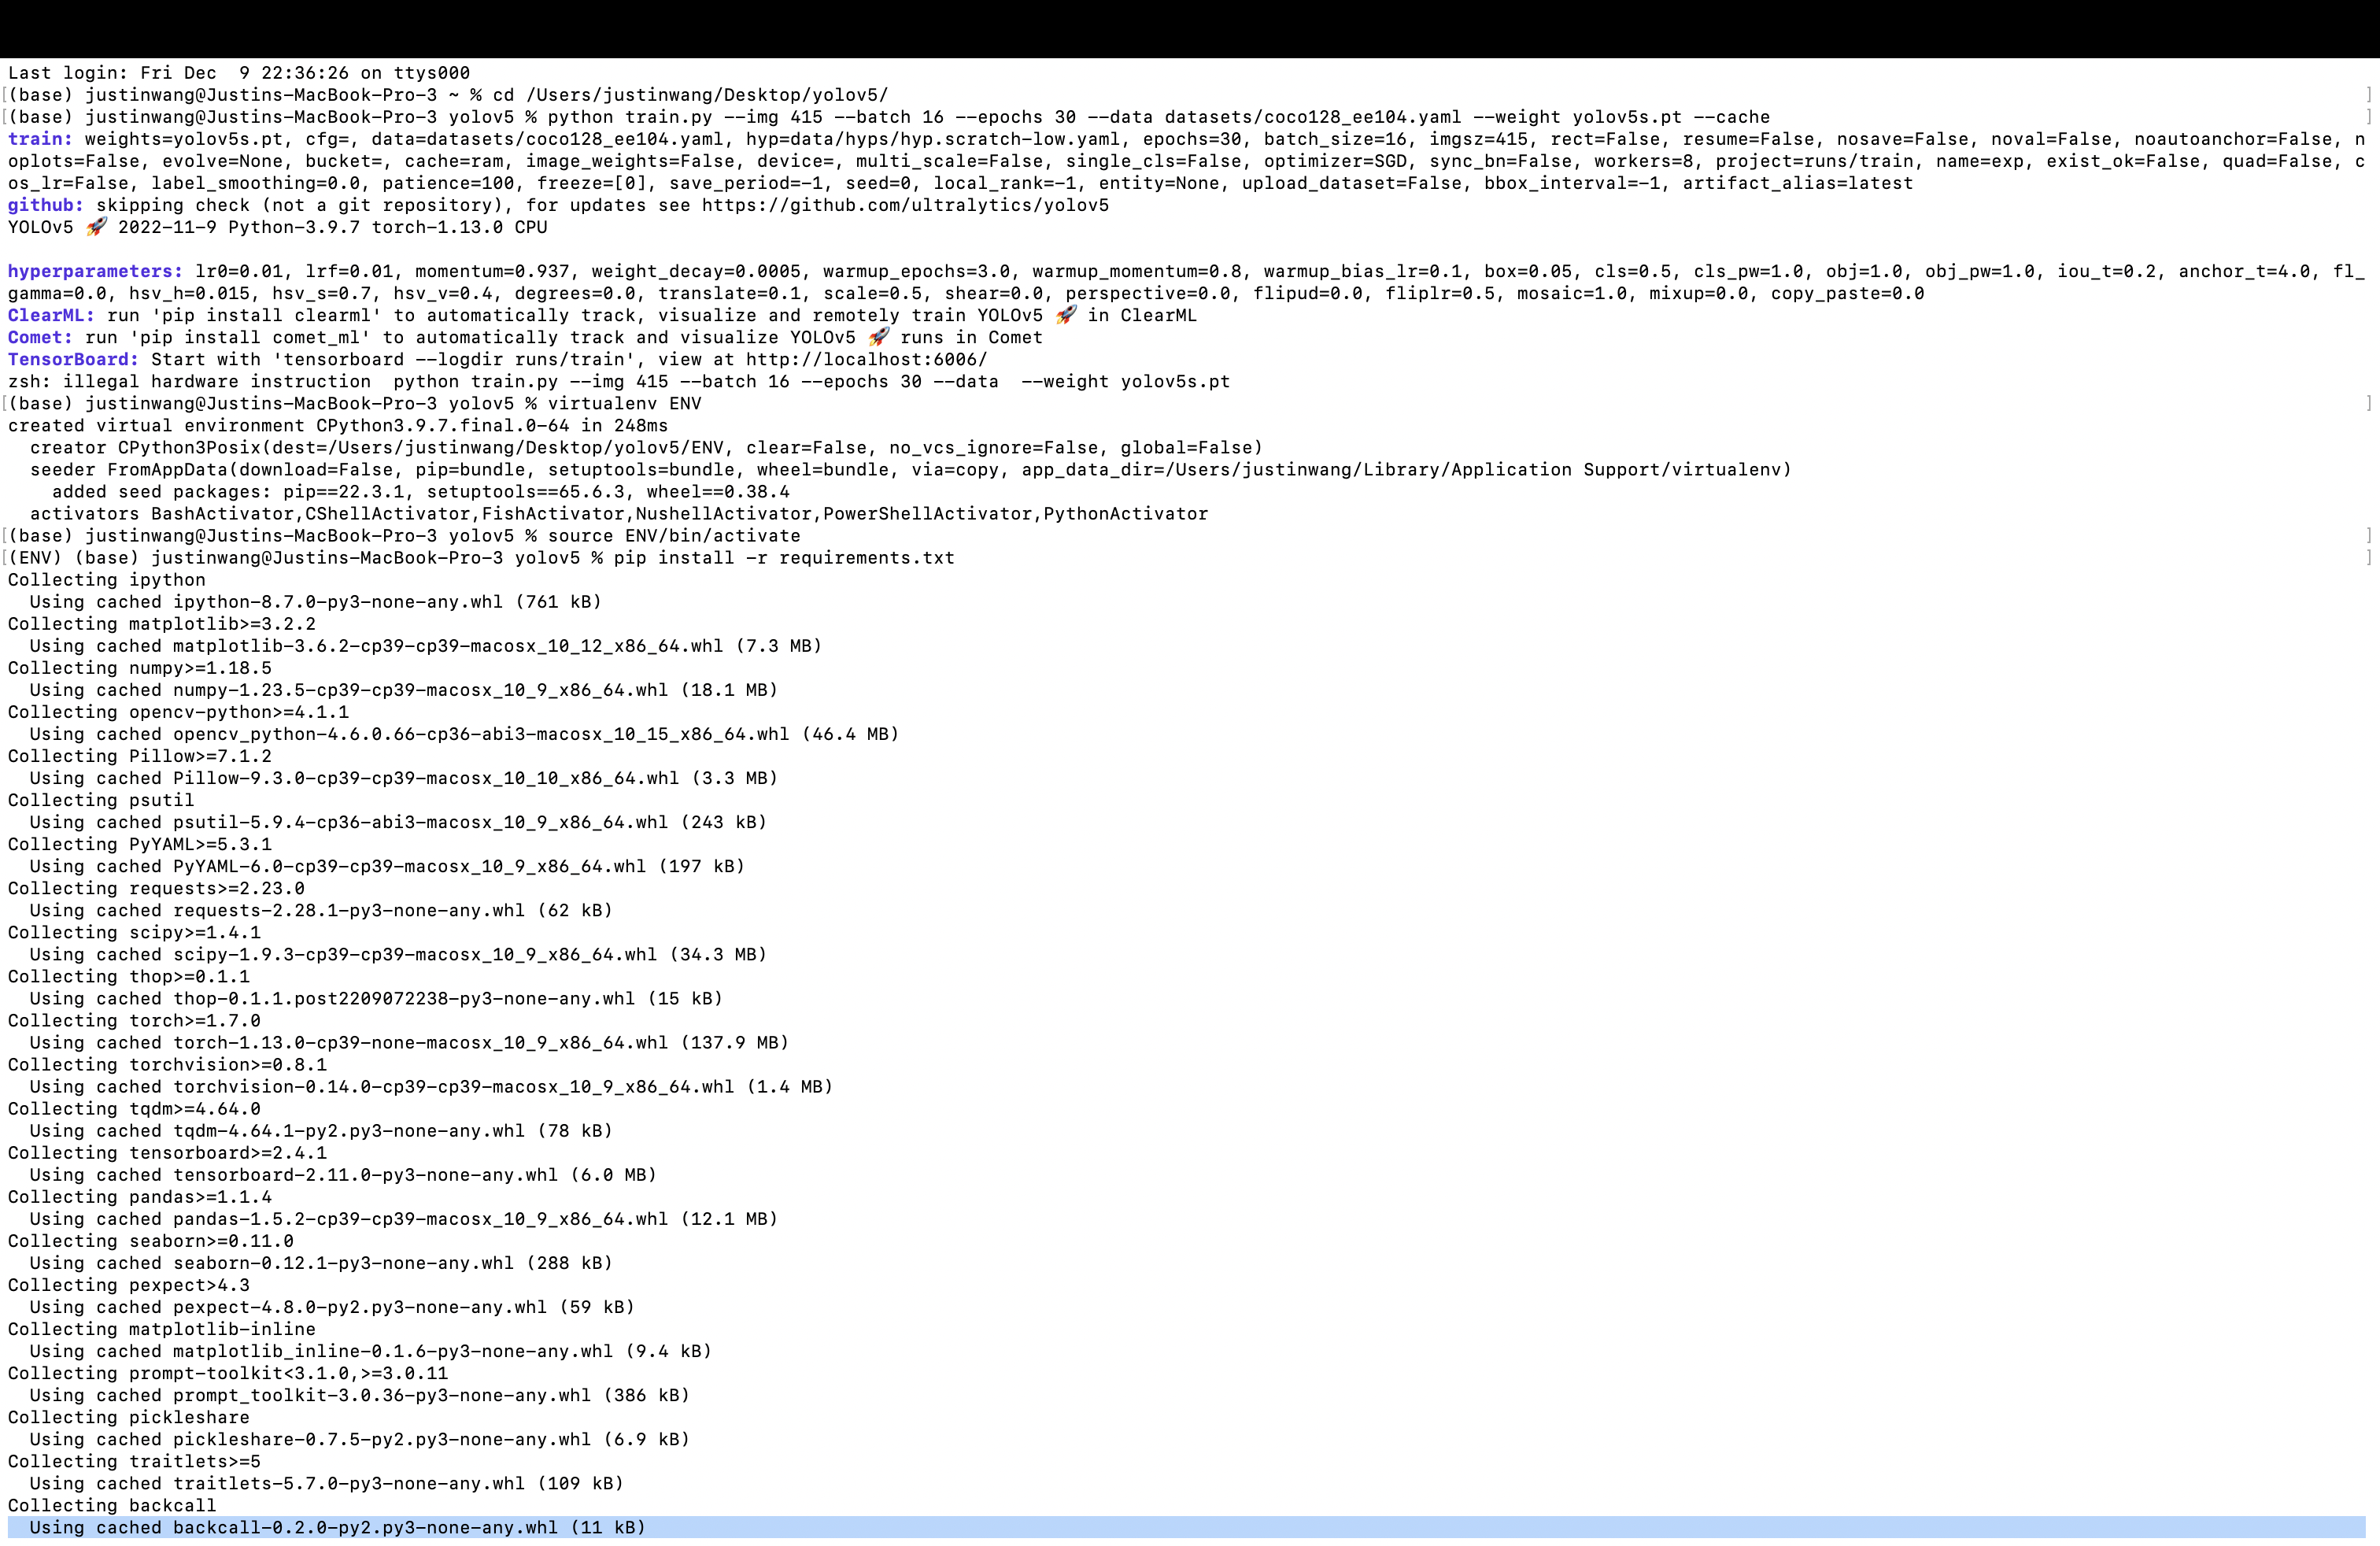 Last login: Fri Dec  9 22:36:26 on ttys000
[(base) justinwang@Justins-MacBook-Pro-3 ~ % cd /Users/justinwang/Desktop/yolov5/ ]
[(base) justinwang@Justins-MacBook-Pro-3 yolov5 % python train.py --img 415 --batch 16 --epochs 30 --data datasets/coco128_ee104.yaml --weight yolov5s.pt --cache ]
train: weights=yolov5s.pt, cfg=, data=datasets/coco128_ee104.yaml, hyp=data/hyps/hyp.scratch-low.yaml, epochs=30, batch_size=16, imgsz=415, rect=False, resume=False, nosave=False, noval=False, noautoanchor=False, n
oplots=False, evolve=None, bucket=, cache=ram, image_weights=False, device=, multi_scale=False, single_cls=False, optimizer=SGD, sync_bn=False, workers=8, project=runs/train, name=exp, exist_ok=False, quad=False, c
os_lr=False, label_smoothing=0.0, patience=100, freeze=[0], save_period=-1, seed=0, local_rank=-1, entity=None, upload_dataset=False, bbox_interval=-1, artifact_alias=latest
github: skipping check (not a git repository), for updates see https://github.com/ultralytics/yolov5
YOLOv5 🚀 2022-11-9 Python-3.9.7 torch-1.13.0 CPU
hyperparameters: lr0=0.01, lrf=0.01, momentum=0.937, weight_decay=0.0005, warmup_epochs=3.0, warmup_momentum=0.8, warmup_bias_lr=0.1, box=0.05, cls=0.5, cls_pw=1.0, obj=1.0, obj_pw=1.0, iou_t=0.2, anchor_t=4.0, fl_
gamma=0.0, hsv_h=0.015, hsv_s=0.7, hsv_v=0.4, degrees=0.0, translate=0.1, scale=0.5, shear=0.0, perspective=0.0, flipud=0.0, fliplr=0.5, mosaic=1.0, mixup=0.0, copy_paste=0.0
ClearML: run 'pip install clearml' to automatically track, visualize and remotely train YOLOv5 🚀 in ClearML
Comet: run 'pip install comet_ml' to automatically track and visualize YOLOv5 🚀 runs in Comet
TensorBoard: Start with 'tensorboard --logdir runs/train', view at http://localhost:6006/
zsh: illegal hardware instruction  python train.py --img 415 --batch 16 --epochs 30 --data  --weight yolov5s.pt
[(base) justinwang@Justins-MacBook-Pro-3 yolov5 % virtualenv ENV ]
created virtual environment CPython3.9.7.final.0-64 in 248ms
  creator CPython3Posix(dest=/Users/justinwang/Desktop/yolov5/ENV, clear=False, no_vcs_ignore=False, global=False)
  seeder FromAppData(download=False, pip=bundle, setuptools=bundle, wheel=bundle, via=copy, app_data_dir=/Users/justinwang/Library/Application Support/virtualenv)
    added seed packages: pip==22.3.1, setuptools==65.6.3, wheel==0.38.4
  activators BashActivator,CShellActivator,FishActivator,NushellActivator,PowerShellActivator,PythonActivator
[(base) justinwang@Justins-MacBook-Pro-3 yolov5 % source ENV/bin/activate ]
[(ENV) (base) justinwang@Justins-MacBook-Pro-3 yolov5 % pip install -r requirements.txt ]
Collecting ipython
  Using cached ipython-8.7.0-py3-none-any.whl (761 kB)
Collecting matplotlib>=3.2.2
  Using cached matplotlib-3.6.2-cp39-cp39-macosx_10_12_x86_64.whl (7.3 MB)
Collecting numpy>=1.18.5
  Using cached numpy-1.23.5-cp39-cp39-macosx_10_9_x86_64.whl (18.1 MB)
Collecting opencv-python>=4.1.1
  Using cached opencv_python-4.6.0.66-cp36-abi3-macosx_10_15_x86_64.whl (46.4 MB)
Collecting Pillow>=7.1.2
  Using cached Pillow-9.3.0-cp39-cp39-macosx_10_10_x86_64.whl (3.3 MB)
Collecting psutil
  Using cached psutil-5.9.4-cp36-abi3-macosx_10_9_x86_64.whl (243 kB)
Collecting PyYAML>=5.3.1
  Using cached PyYAML-6.0-cp39-cp39-macosx_10_9_x86_64.whl (197 kB)
Collecting requests>=2.23.0
  Using cached requests-2.28.1-py3-none-any.whl (62 kB)
Collecting scipy>=1.4.1
  Using cached scipy-1.9.3-cp39-cp39-macosx_10_9_x86_64.whl (34.3 MB)
Collecting thop>=0.1.1
  Using cached thop-0.1.1.post2209072238-py3-none-any.whl (15 kB)
Collecting torch>=1.7.0
  Using cached torch-1.13.0-cp39-none-macosx_10_9_x86_64.whl (137.9 MB)
Collecting torchvision>=0.8.1
  Using cached torchvision-0.14.0-cp39-cp39-macosx_10_9_x86_64.whl (1.4 MB)
Collecting tqdm>=4.64.0
  Using cached tqdm-4.64.1-py2.py3-none-any.whl (78 kB)
Collecting tensorboard>=2.4.1
  Using cached tensorboard-2.11.0-py3-none-any.whl (6.0 MB)
Collecting pandas>=1.1.4
  Using cached pandas-1.5.2-cp39-cp39-macosx_10_9_x86_64.whl (12.1 MB)
Collecting seaborn>=0.11.0
  Using cached seaborn-0.12.1-py3-none-any.whl (288 kB)
Collecting pexpect>4.3
  Using cached pexpect-4.8.0-py2.py3-none-any.whl (59 kB)
Collecting matplotlib-inline
  Using cached matplotlib_inline-0.1.6-py3-none-any.whl (9.4 kB)
Collecting prompt-toolkit<3.1.0,>=3.0.11
  Using cached prompt_toolkit-3.0.36-py3-none-any.whl (386 kB)
Collecting pickleshare
  Using cached pickleshare-0.7.5-py2.py3-none-any.whl (6.9 kB)
Collecting traitlets>=5
  Using cached traitlets-5.7.0-py3-none-any.whl (109 kB)
Collecting backcall
  Using cached backcall-0.2.0-py2.py3-none-any.whl (11 kB)